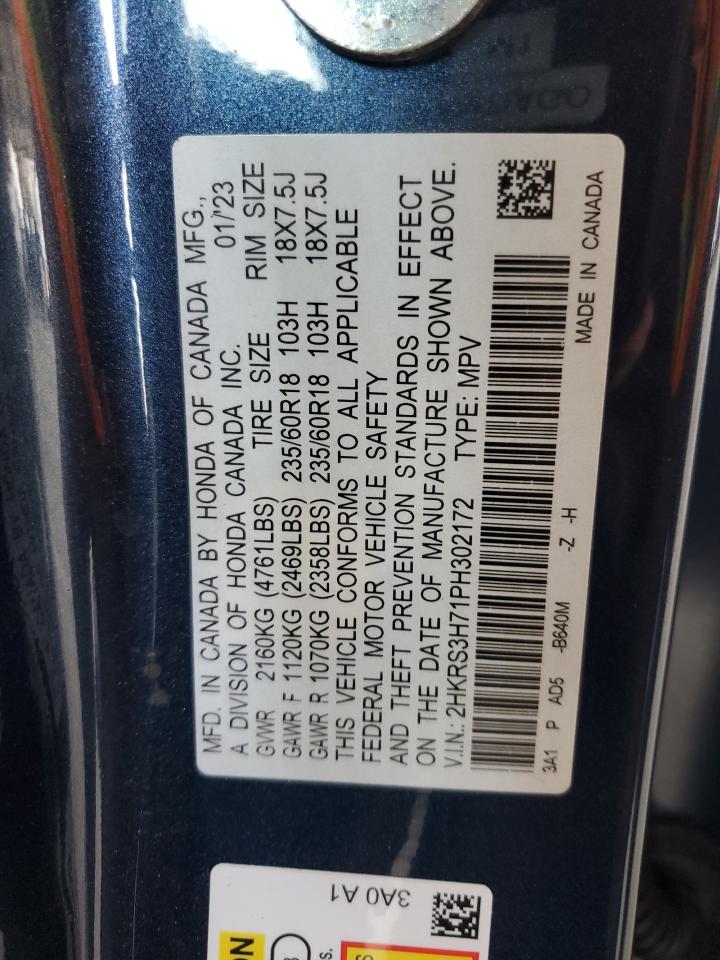 MFD. IN CANADA BY HONDA OF CANADA MFG.,
A DIVISION OF HONDA CANADA INC. 01/'23
GVWR 2160KG (4761LBS) TIRE SIZE RIM SIZE
GAWR F 1120KG (2469LBS) 235/60R18 103H 18X7.5J
GAWR R 1070KG (2358LBS) 235/60R18 103H 18X7.5J
THIS VEHICLE CONFORMS TO ALL APPLICABLE
FEDERAL MOTOR VEHICLE SAFETY
AND THEFT PREVENTION STANDARDS IN EFFECT
ON THE DATE OF MANUFACTURE SHOWN ABOVE.
V.I.N.: 2HKRS3H71PH302172 TYPE: MPV
3A1 P AD5 -B640M -Z -H
MADE IN CANADA
3A0 A1